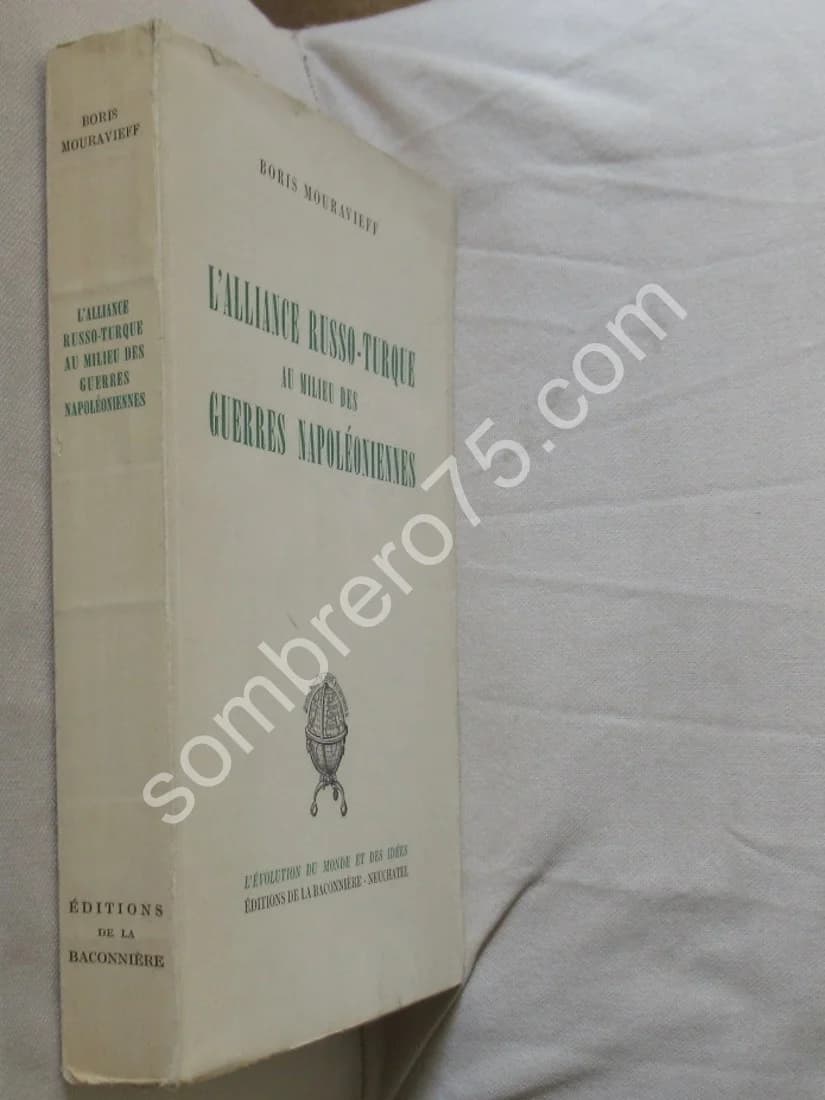 BORIS
MOURAVIEFF
L'ALLIANCE
RUSSO-TURQUE
AU MILIEU DES
GUERRES
NAPOLÉONIENNES
ÉDITIONS
DE LA
BACONNIÈRE
BORIS MOURAVIEFF
L'ALLIANCE RUSSO-TURQUE
AU MILIEU DES
GUERRES NAPOLÉONIENNES
L'ÉVOLUTION DU MONDE ET DES IDÉES
ÉDITIONS DE LA BACONNIÈRE - NEUCHATEL
sombrero75.com